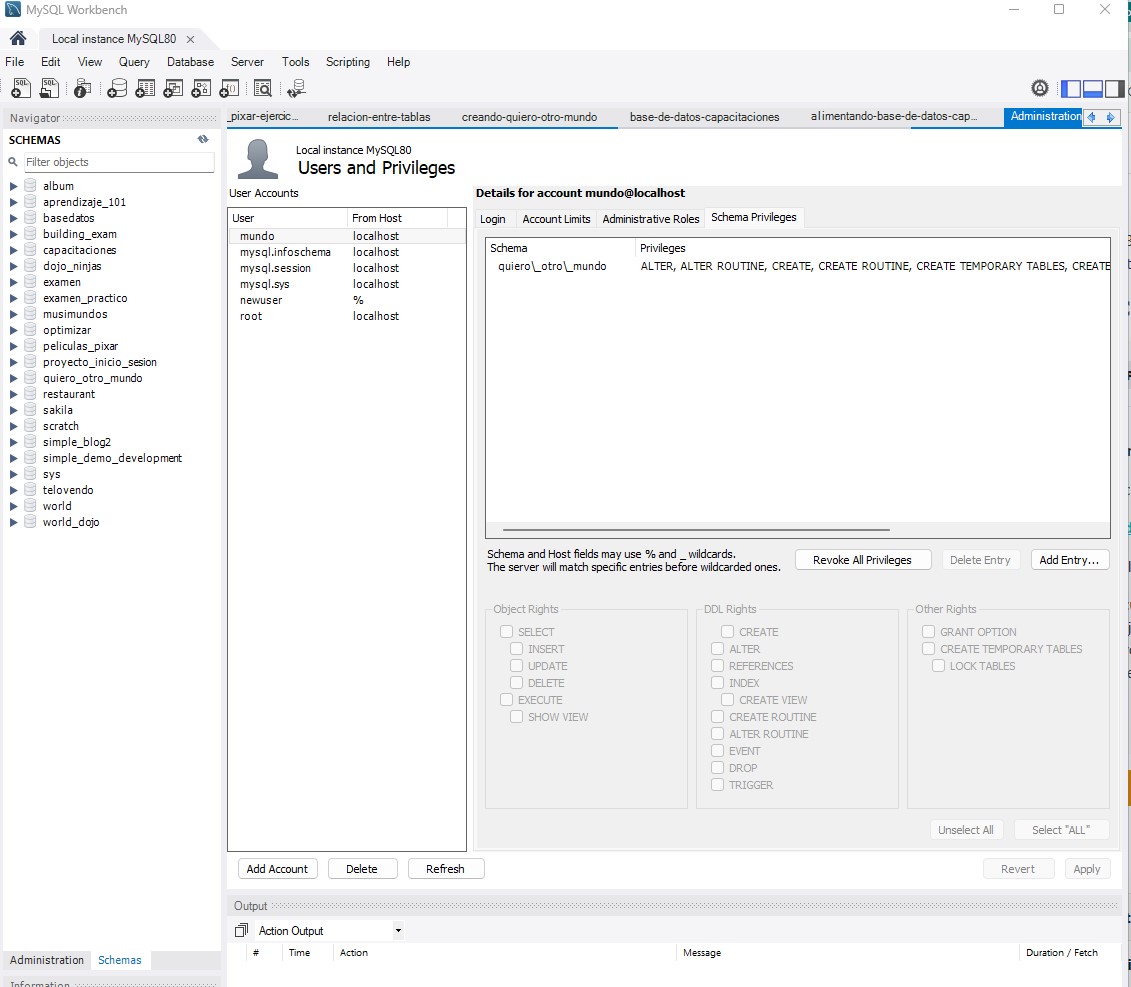 MySQL Workbench
Local instance MySQL80
File Edit View Query Database Server Tools Scripting Help
Navigator
SCHEMAS
Filter objects
album
aprendizaje_101
basedatos
building_exam
capacitaciones
dojo_ninjas
examen
examen_practico
musimundos
optimizar
peliculas_pixar
proyecto_inicio_sesion
quiero_otro_mundo
restaurant
sakila
scratch
simple_blog2
simple_demo_development
sys
telovendo
world
world_dojo
Administration Schemas
Information
_pixar-ejercic... relacion-entre-tablas creando-quiero-otro-mundo base-de-datos-capacitaciones alimentando-base-de-datos-cap... Administration
Local instance MySQL80
Users and Privileges
User Accounts
User From Host
mundo localhost
mysql.infoschema localhost
mysql.session localhost
mysql.sys localhost
newuser %
root localhost
Details for account mundo@localhost
Login Account Limits Administrative Roles Schema Privileges
Schema Privileges
quiero\_otro\_mundo ALTER, ALTER ROUTINE, CREATE, CREATE ROUTINE, CREATE TEMPORARY TABLES, CREATE
Schema and Host fields may use % and _ wildcards.
The server will match specific entries before wildcarded ones.
Revoke All Privileges Delete Entry Add Entry...
Object Rights
SELECT
INSERT
UPDATE
DELETE
EXECUTE
SHOW VIEW
DDL Rights
CREATE
ALTER
REFERENCES
INDEX
CREATE VIEW
CREATE ROUTINE
ALTER ROUTINE
EVENT
DROP
TRIGGER
Other Rights
GRANT OPTION
CREATE TEMPORARY TABLES
LOCK TABLES
Unselect All Select "ALL"
Add Account Delete Refresh Revert Apply
Output
Action Output
# Time Action Message Duration / Fetch